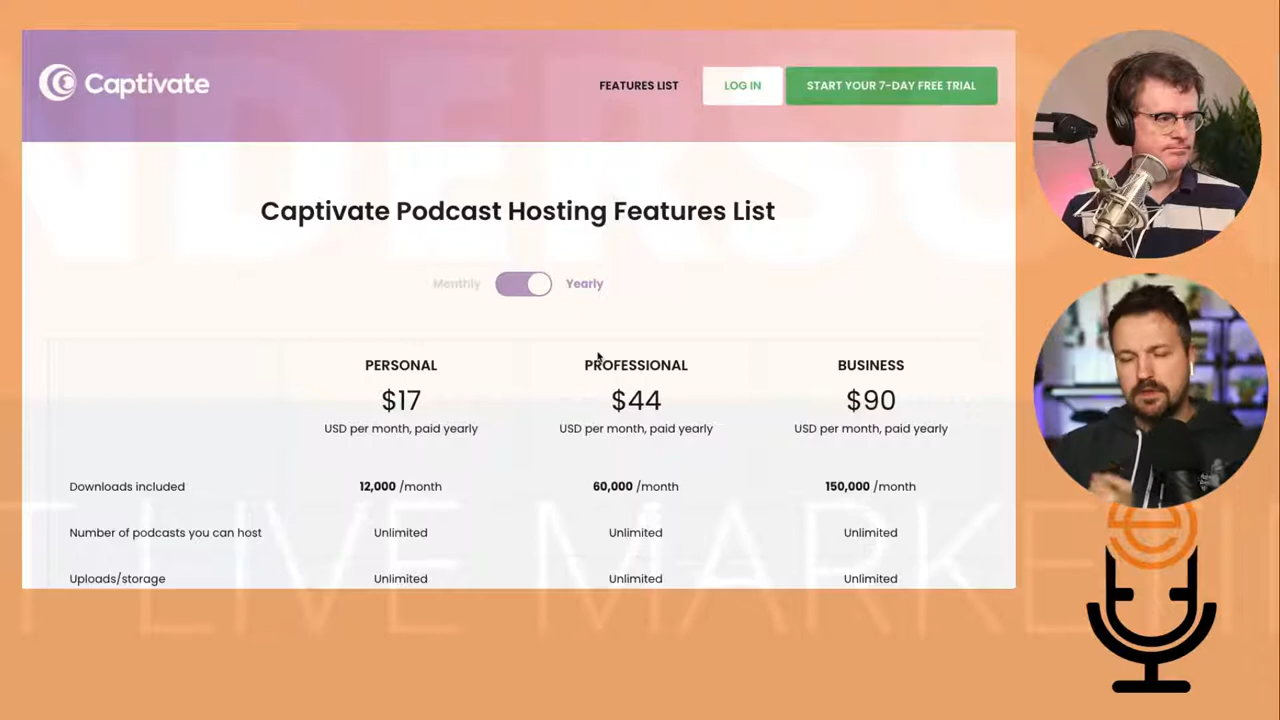 Captivate
FEATURES LIST
LOG IN
START YOUR 7-DAY FREE TRIAL
Captivate Podcast Hosting Features List
Monthly
Yearly
PERSONAL
PROFESSIONAL
BUSINESS
$17
$44
$90
USD per month, paid yearly
USD per month, paid yearly
USD per month, paid yearly
Downloads included
12,000 /month
60,000 /month
150,000 /month
Number of podcasts you can host
Unlimited
Unlimited
Unlimited
Uploads/storage
Unlimited
Unlimited
Unlimited
LIVE